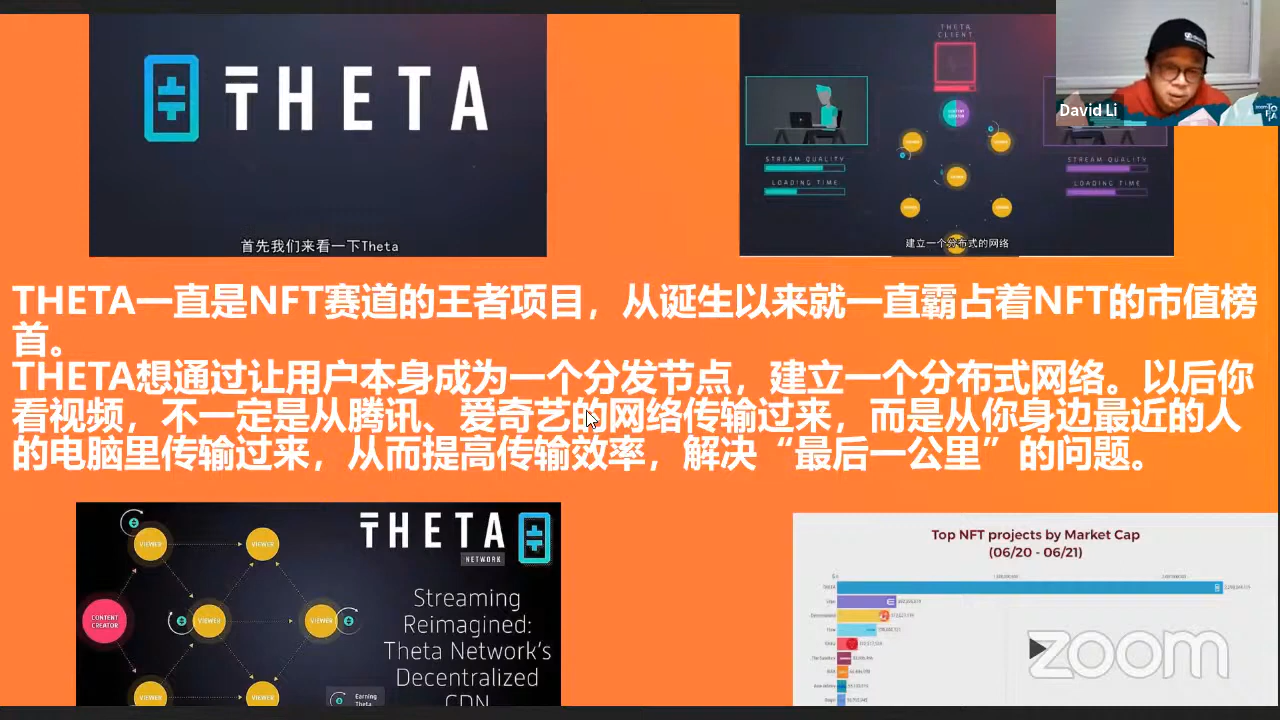 THETA
首先我们来看一下Theta
THETA
CLIENT
STREAM QUALITY
LOADING TIME
VIEWER
VIEWER
VIEWER
VIEWER
VIEWER
STREAM QUALITY
LOADING TIME
建立一个分布式的网络
David Li
THETA一直是NFT赛道的王者项目，从诞生以来就一直霸占着NFT的市值榜
首。
THETA想通过让用户本身成为一个分发节点，建立一个分布式网络。以后你
看视频，不一定是从腾讯、爱奇艺的网络传输过来，而是从你身边最近的人
的电脑里传输过来，从而提高传输效率，解决“最后一公里”的问题。
VIEWER
VIEWER
CONTENT
CREATOR
VIEWER
VIEWER
VIEWER
VIEWER
Earning
Theta
THETA
NETWORK
Streaming
Reimagined:
Theta Network's
Decentralized
CDN
Top NFT projects by Market Cap
(06/20 - 06/21)
THETA
zoom